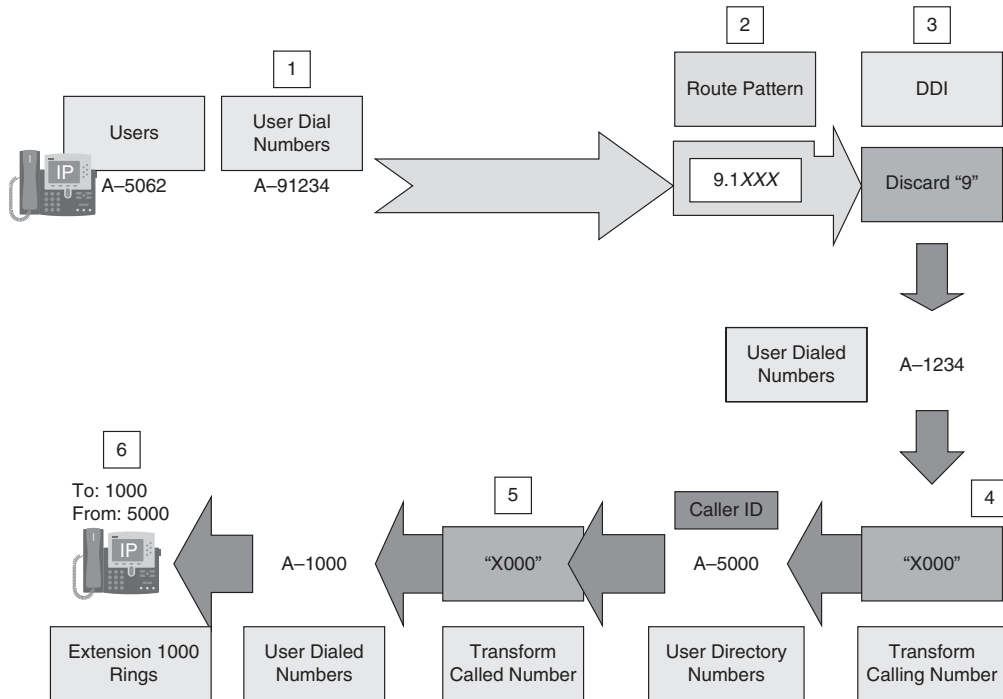 1
2
3
Users
User Dial
Numbers
Route Pattern
DDI
IP
A–5062
A–91234
9.1XXX
Discard “9”
User Dialed
Numbers
A–1234
6
To: 1000
From: 5000
5
Caller ID
4
IP
A–1000
“X000”
A–5000
“X000”
Extension 1000
Rings
User Dialed
Numbers
Transform
Called Number
User Directory
Numbers
Transform
Calling Number